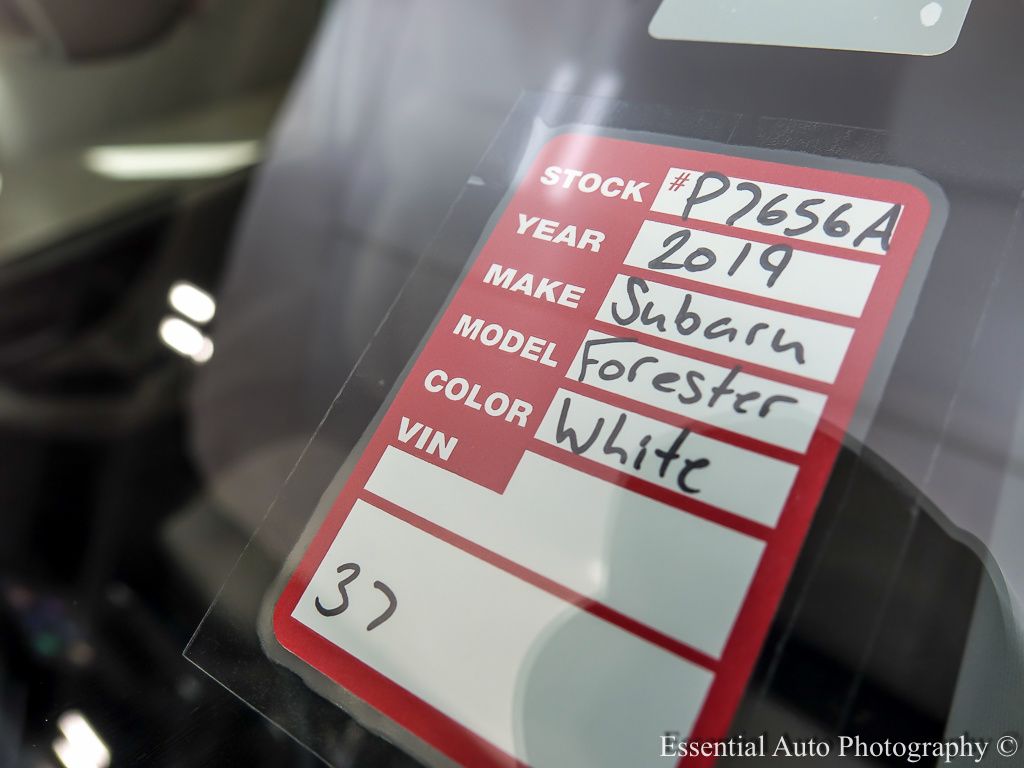 STOCK #P7656A
YEAR 2019
MAKE Subaru
MODEL Forester
COLOR White
VIN
37
Essential Auto Photography ©